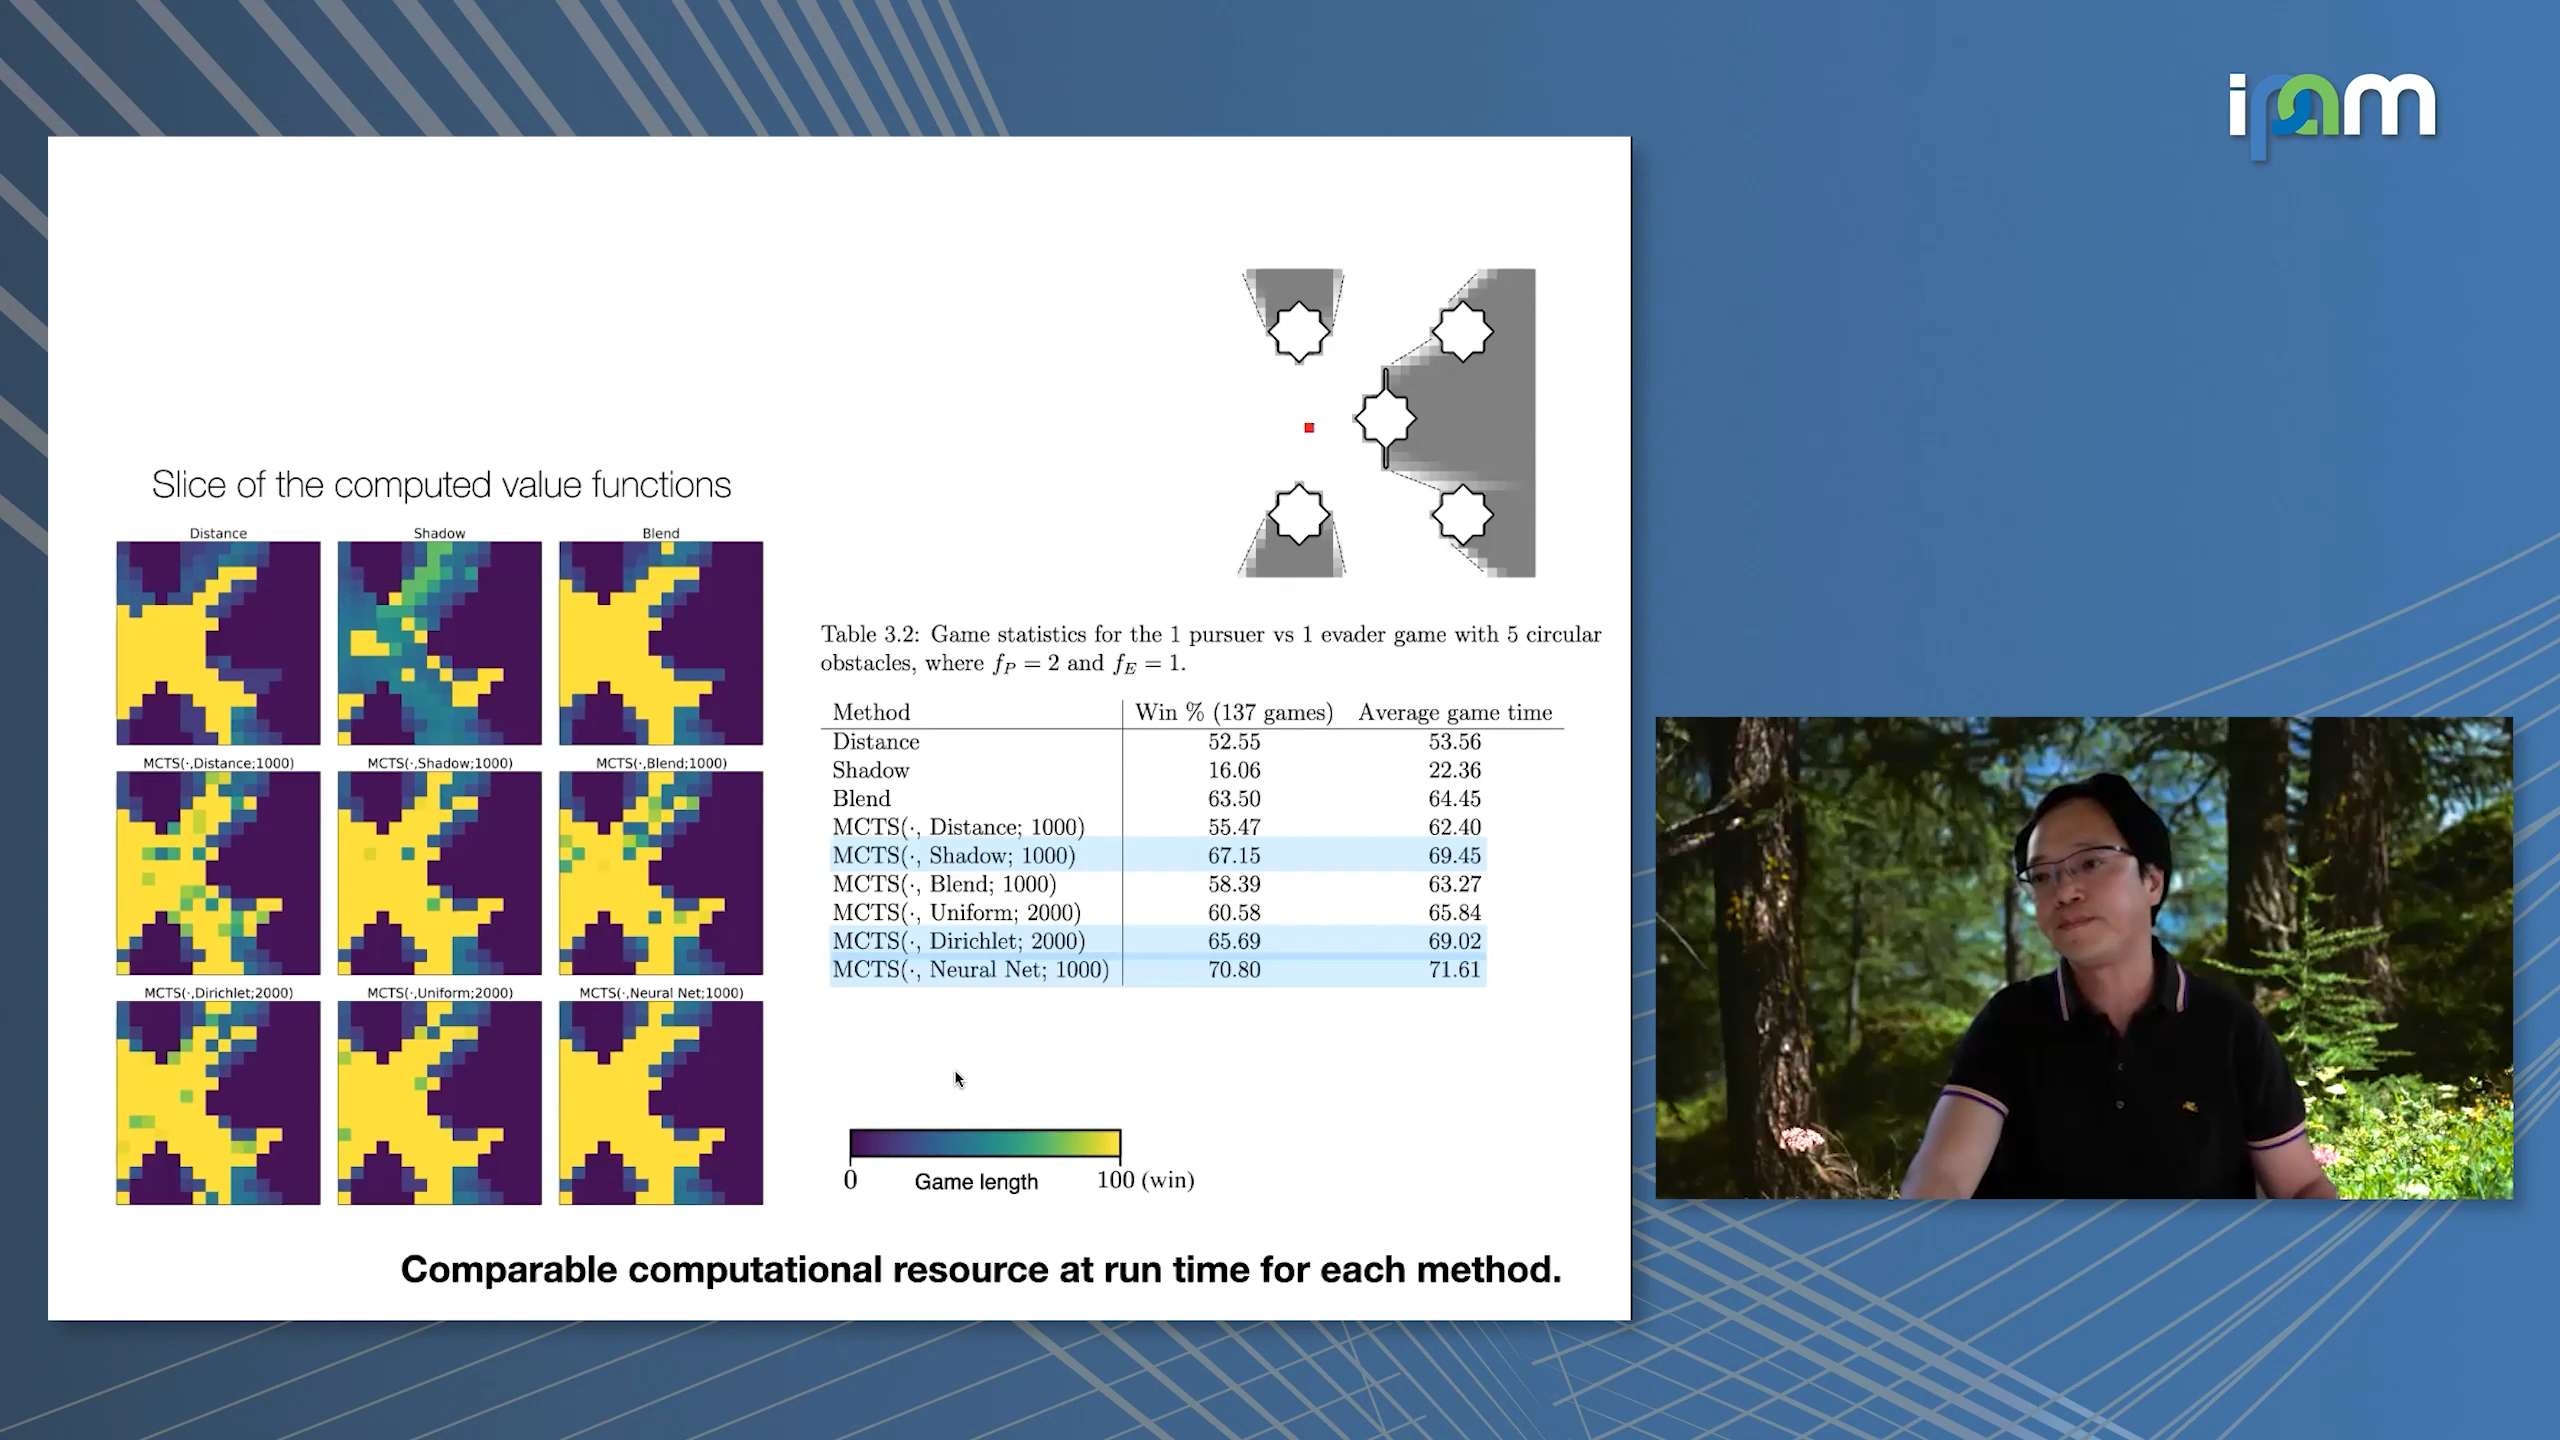 ipam
Slice of the computed value functions
Distance
Shadow
Blend
MCTS(·,Distance;1000)
MCTS(·,Shadow;1000)
MCTS(·,Blend;1000)
MCTS(·,Dirichlet;2000)
MCTS(·,Uniform;2000)
MCTS(·,Neural Net;1000)
Table 3.2: Game statistics for the 1 pursuer vs 1 evader game with 5 circular
obstacles, where f_P = 2 and f_E = 1.
Method Win % (137 games) Average game time
Distance 52.55 53.56
Shadow 16.06 22.36
Blend 63.50 64.45
MCTS(·, Distance; 1000) 55.47 62.40
MCTS(·, Shadow; 1000) 67.15 69.45
MCTS(·, Blend; 1000) 58.39 63.27
MCTS(·, Uniform; 2000) 60.58 65.84
MCTS(·, Dirichlet; 2000) 65.69 69.02
MCTS(·, Neural Net; 1000) 70.80 71.61
0 Game length 100 (win)
Comparable computational resource at run time for each method.